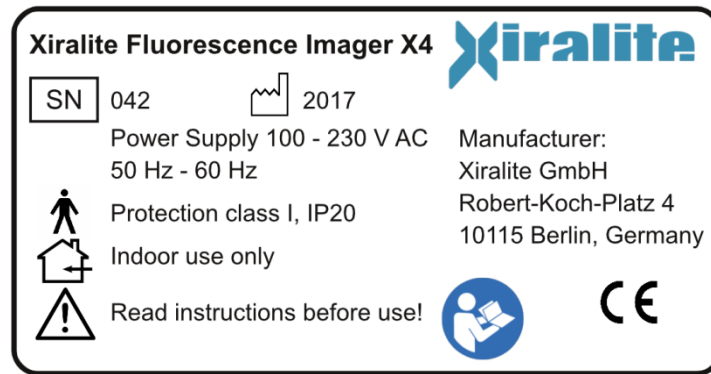 Xiralite Fluorescence Imager X4
Xiralite
SN 042 2017
Power Supply 100 - 230 V AC
50 Hz - 60 Hz
Protection class I, IP20
Indoor use only
Read instructions before use!
Manufacturer:
Xiralite GmbH
Robert-Koch-Platz 4
10115 Berlin, Germany
CE